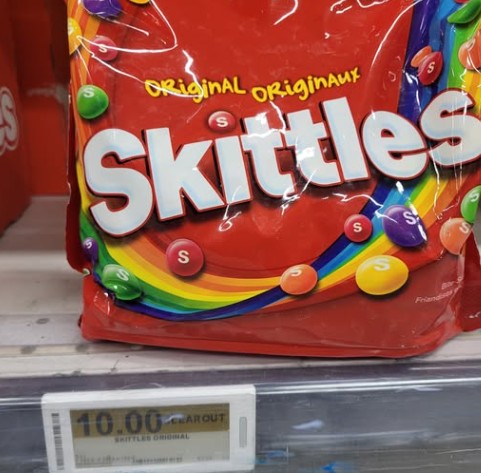 ORiginAL ORiginAUX
Skittles
10.00 CLEAROUT
SKITTLES ORIGINAL